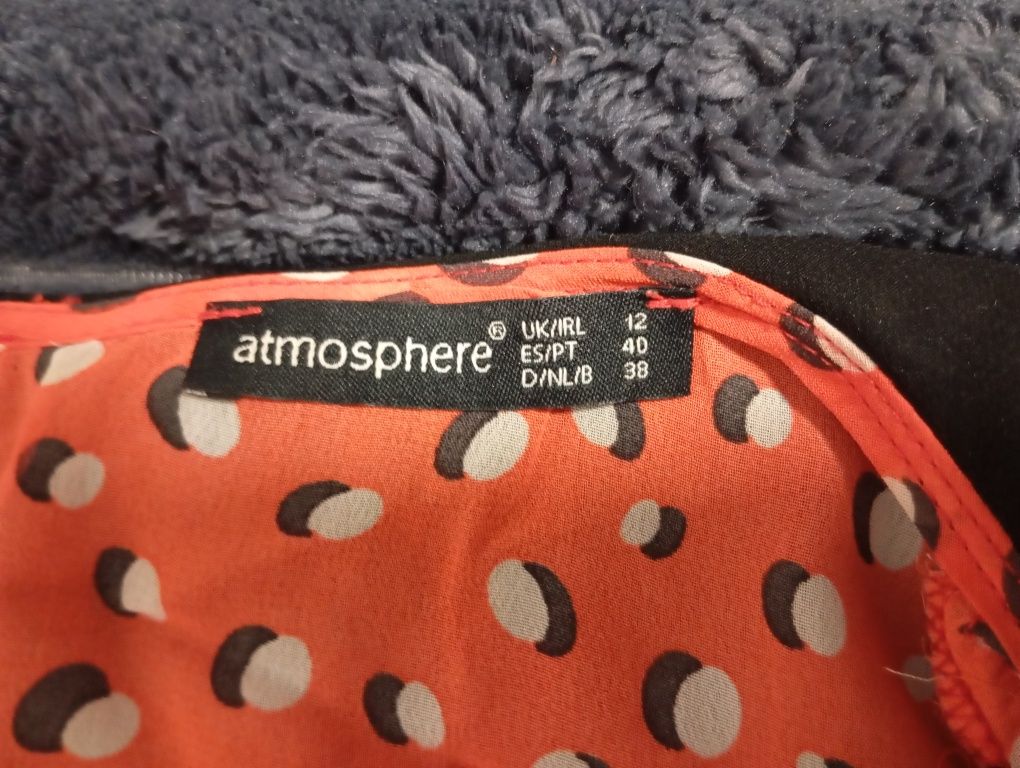 atmosphere®
UK/IRL 12
ES/PT 40
D/NL/B 38